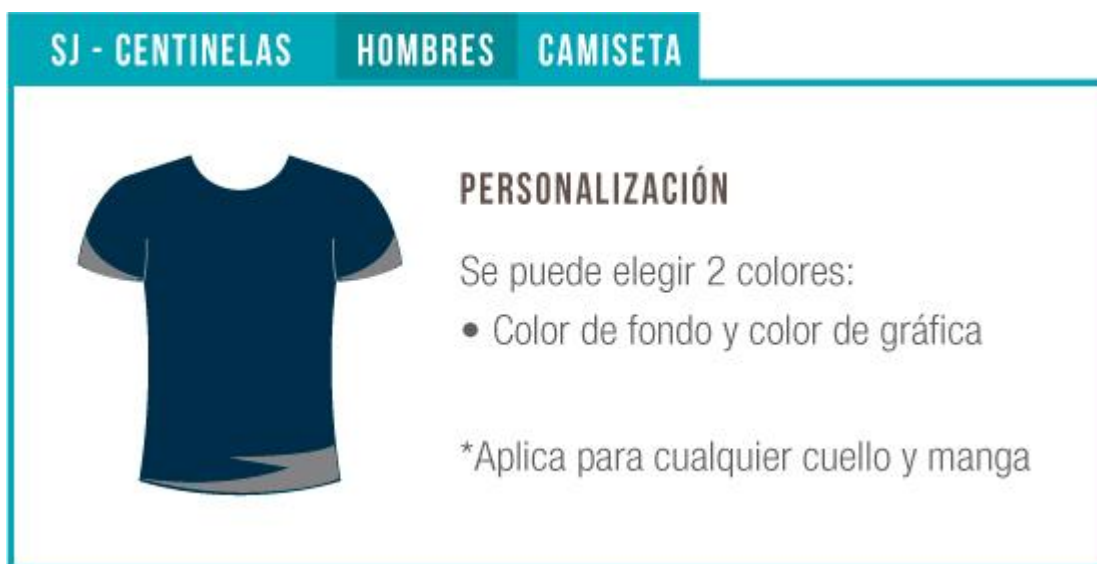 SJ - CENTINELAS HOMBRES CAMISETA
PERSONALIZACIÓN
Se puede elegir 2 colores:
• Color de fondo y color de gráfica
*Aplica para cualquier cuello y manga